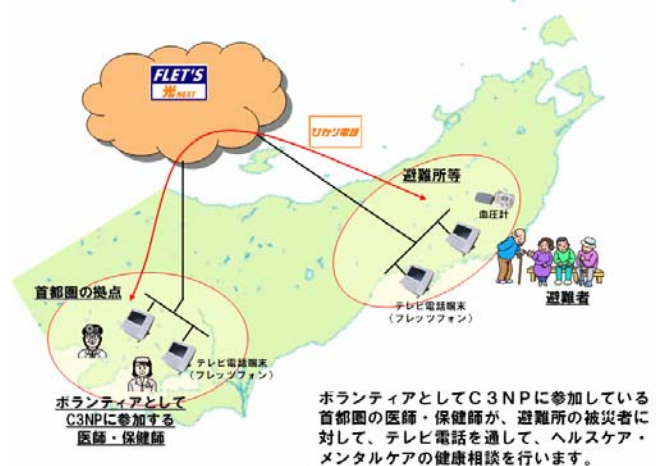 FLET'S
光 NEXT
ひかり電話
避難所等
血圧計
テレビ電話端末
（フレッツフォン）
避難者
首都圏の拠点
テレビ電話端末
（フレッツフォン）
ボランティアとして
C3NPに参加する
医師・保健師
ボランティアとしてＣ３ＮＰに参加している
首都圏の医師・保健師が、避難所の被災者に
対して、テレビ電話を通して、ヘルスケア・
メンタルケアの健康相談を行います。